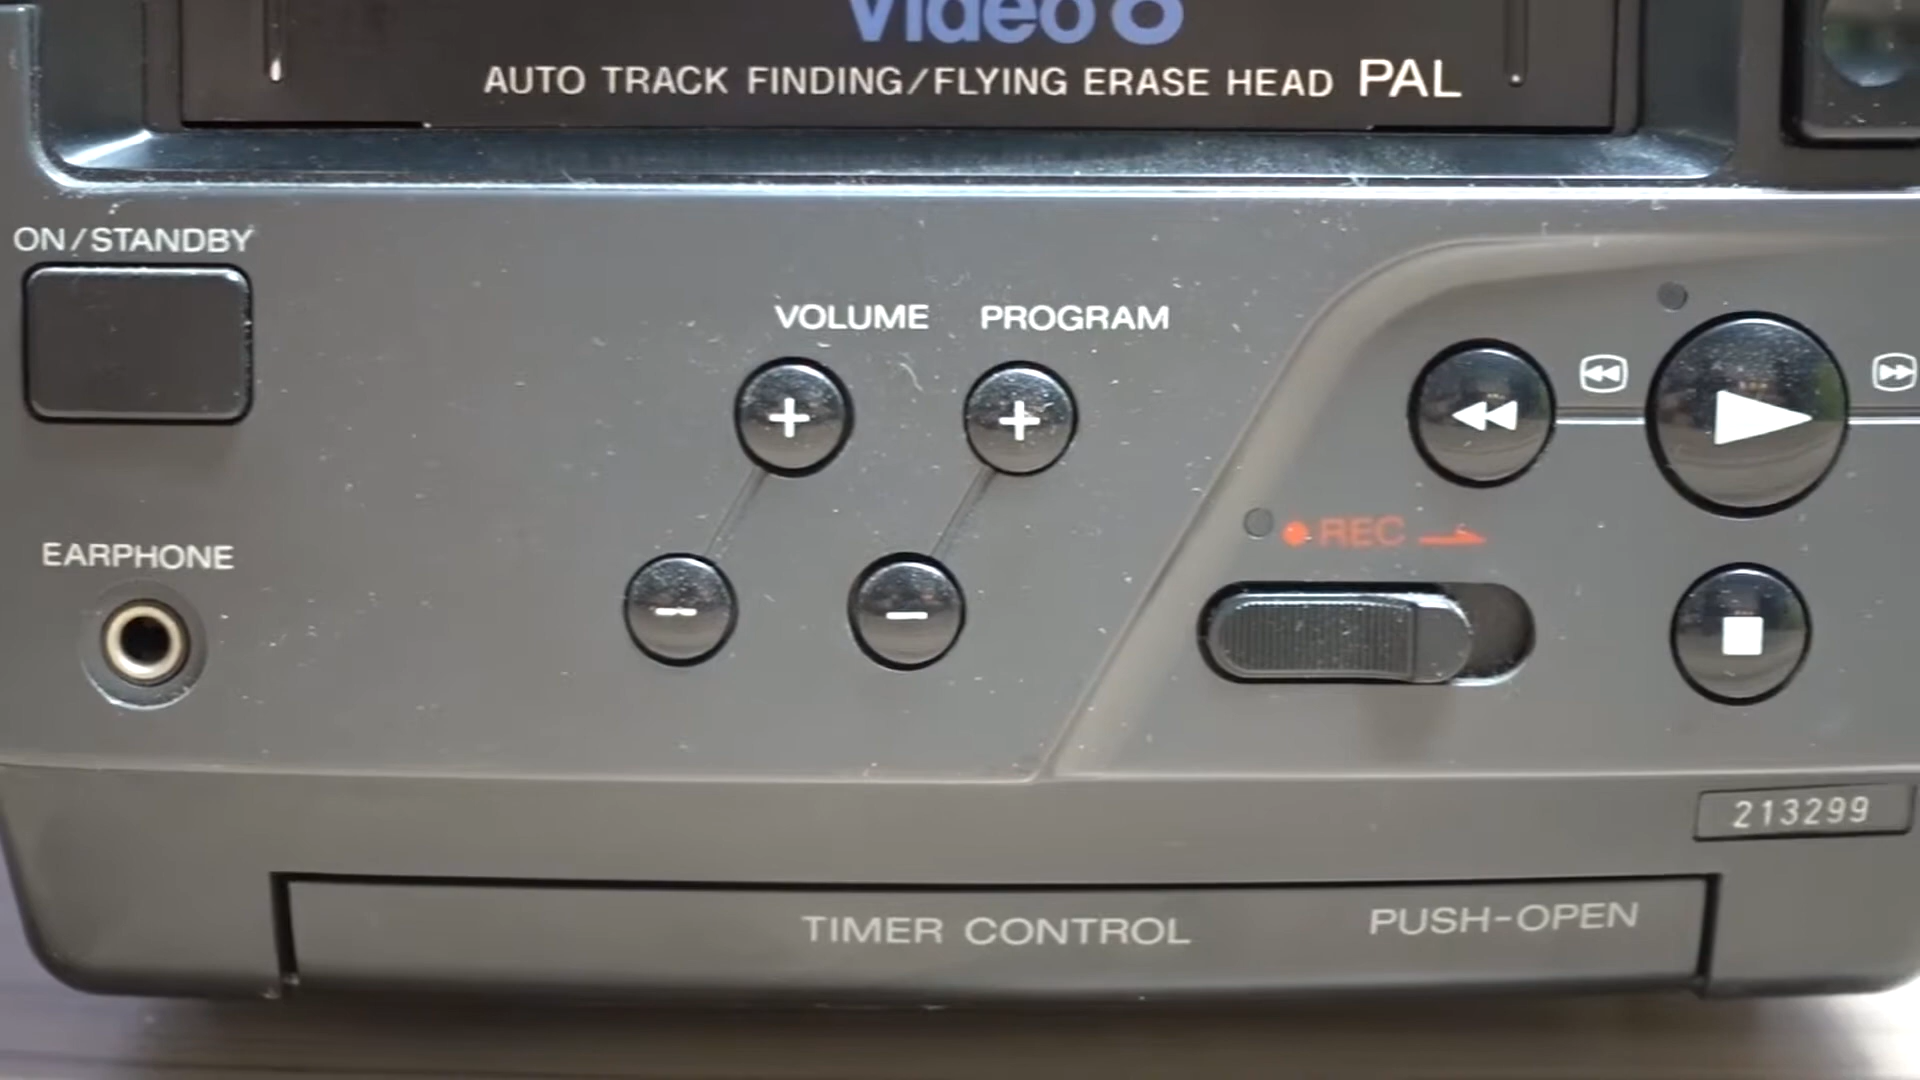 Video 8
AUTO TRACK FINDING/FLYING ERASE HEAD PAL
ON/STANDBY
VOLUME PROGRAM
REC
EARPHONE
213299
TIMER CONTROL PUSH-OPEN